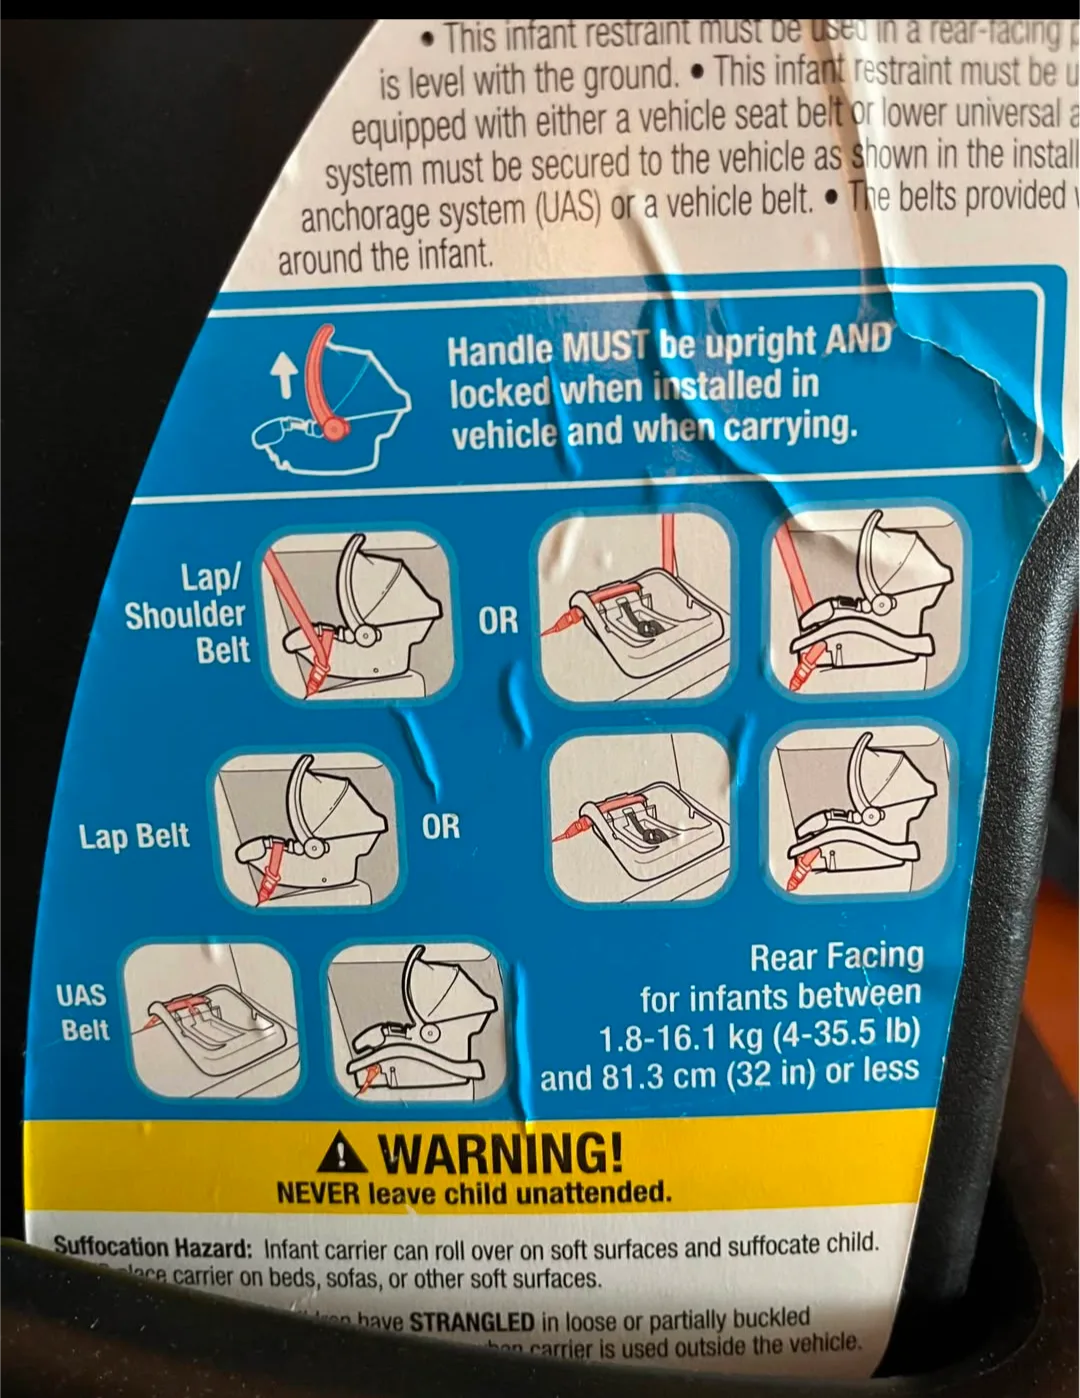 • This infant restraint must be used in a rear-facing
is level with the ground. • This infant restraint must be
equipped with either a vehicle seat belt or lower universal
system must be secured to the vehicle as shown in the
anchorage system (UAS) or a vehicle belt. • The belts provided
around the infant.
Handle MUST be upright AND
locked when installed in
vehicle and when carrying.
Lap/
Shoulder
Belt
OR
Lap Belt
OR
UAS
Belt
Rear Facing
for infants between
1.8-16.1 kg (4-35.5 lb)
and 81.3 cm (32 in) or less
WARNING!
NEVER leave child unattended.
Suffocation Hazard: Infant carrier can roll over on soft surfaces and suffocate child.
carrier on beds, sofas, or other soft surfaces.
have STRANGLED in loose or partially buckled
carrier is used outside the vehicle.